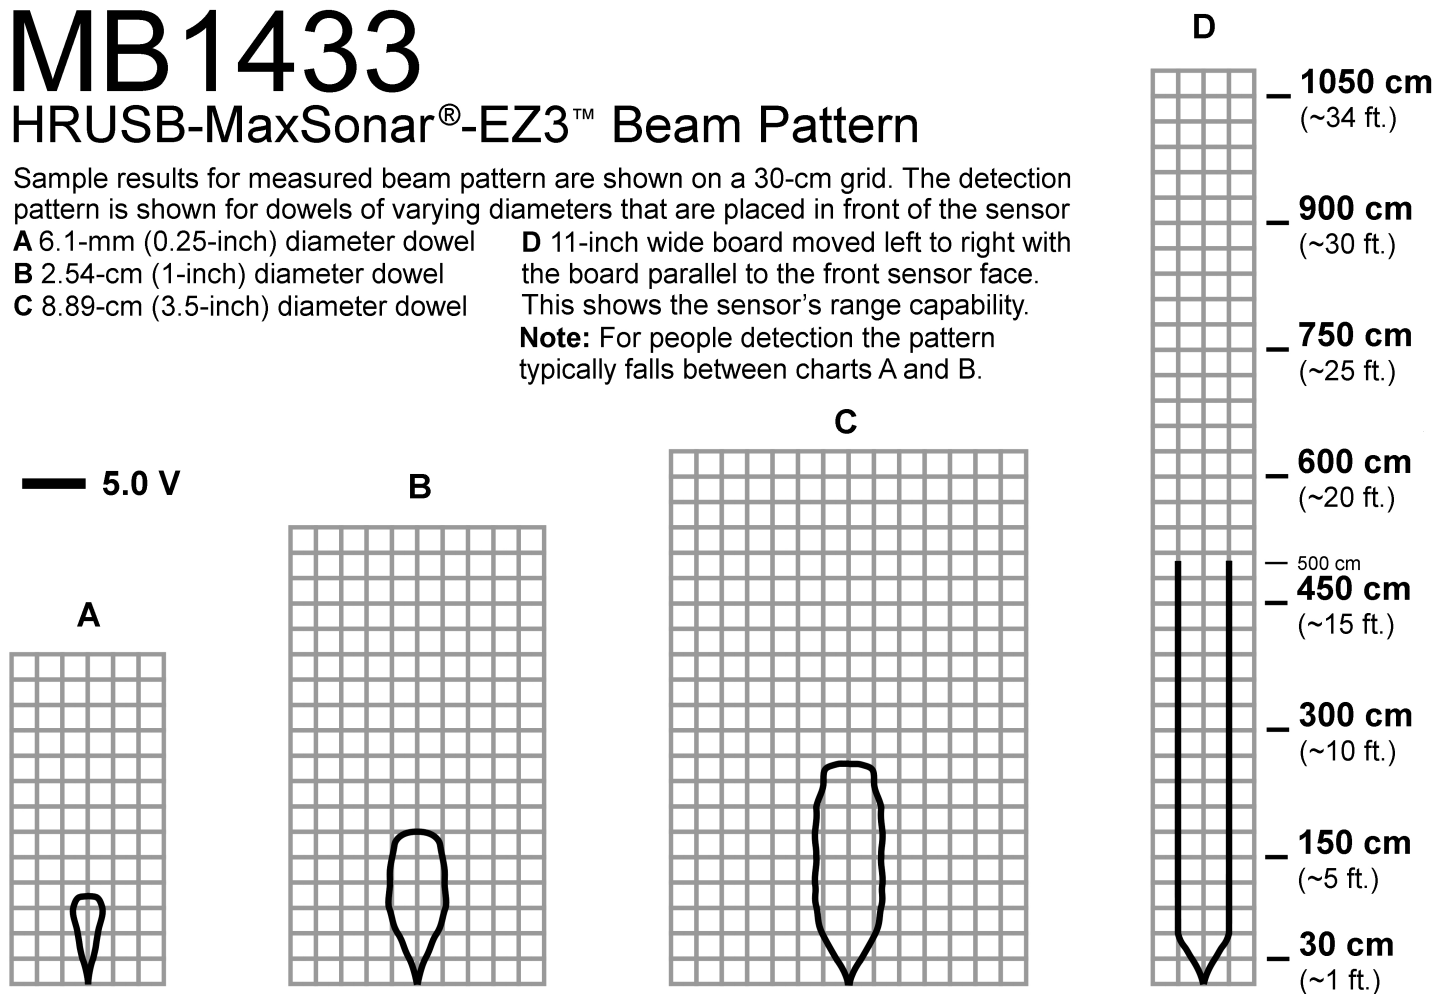 MB1433
HRUSB-MaxSonar®-EZ3™ Beam Pattern
Sample results for measured beam pattern are shown on a 30-cm grid. The detection
pattern is shown for dowels of varying diameters that are placed in front of the sensor
A 6.1-mm (0.25-inch) diameter dowel
B 2.54-cm (1-inch) diameter dowel
C 8.89-cm (3.5-inch) diameter dowel
D 11-inch wide board moved left to right with
the board parallel to the front sensor face.
This shows the sensor's range capability.
Note: For people detection the pattern
typically falls between charts A and B.
5.0 V
A
B
C
D
1050 cm
(~34 ft.)
900 cm
(~30 ft.)
750 cm
(~25 ft.)
600 cm
(~20 ft.)
500 cm
450 cm
(~15 ft.)
300 cm
(~10 ft.)
150 cm
(~5 ft.)
30 cm
(~1 ft.)